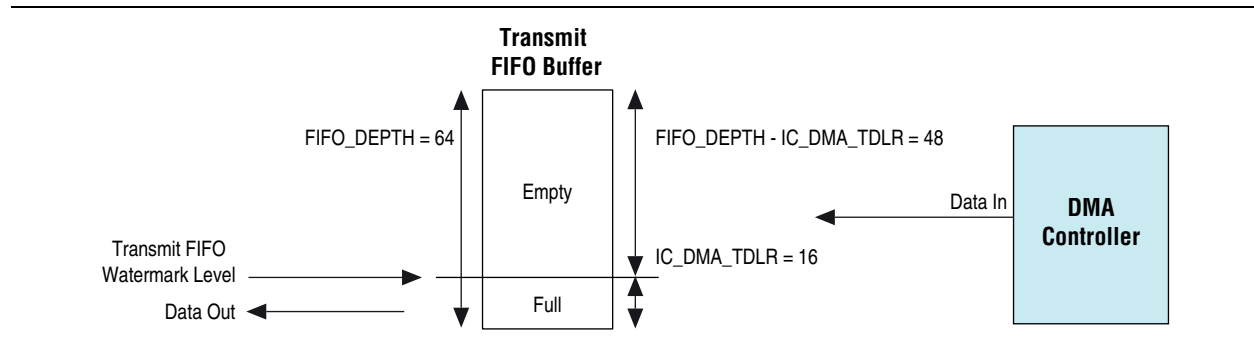 Transmit
FIFO Buffer
FIFO_DEPTH = 64
FIFO_DEPTH - IC_DMA_TDLR = 48
Empty
Data In
DMA
Controller
Transmit FIFO
Watermark Level
IC_DMA_TDLR = 16
Data Out
Full